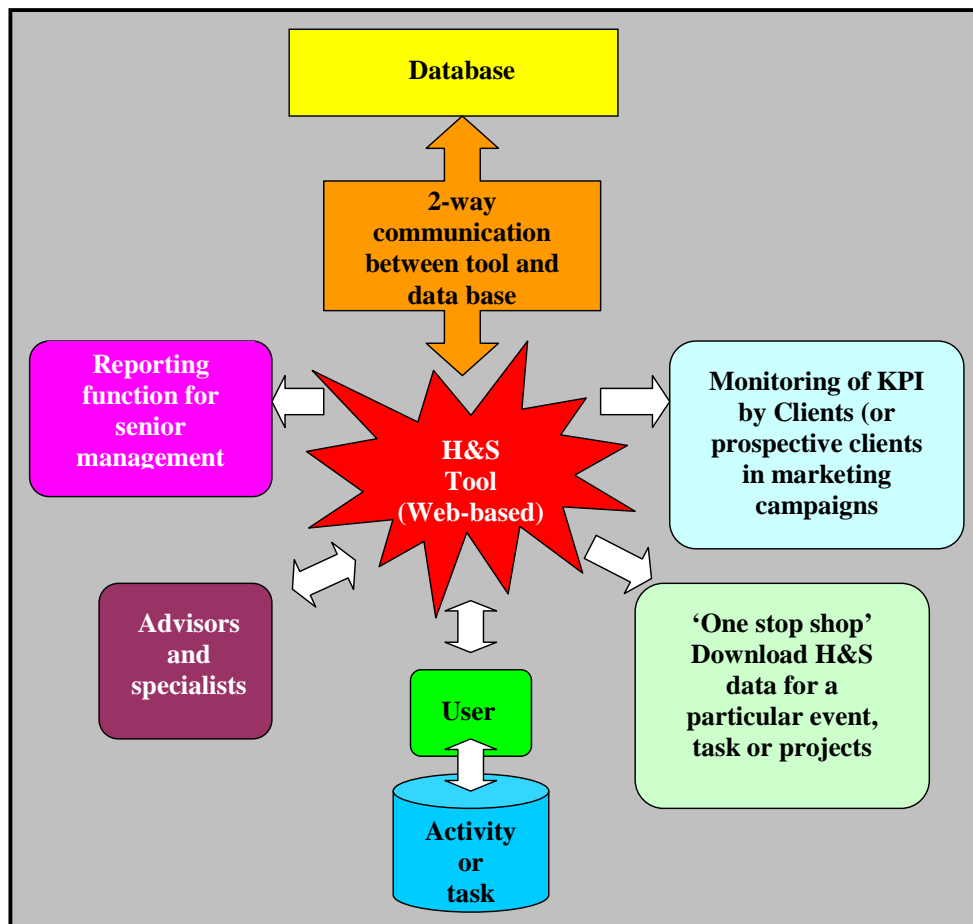 Database
2-way
communication
between tool and
data base
Reporting
function for
senior
management
H&S
Tool
(Web-based)
Monitoring of KPI
by Clients (or
prospective clients
in marketing
campaigns
Advisors
and
specialists
User
‘One stop shop’
Download H&S
data for a
particular event,
task or projects
Activity
or
task